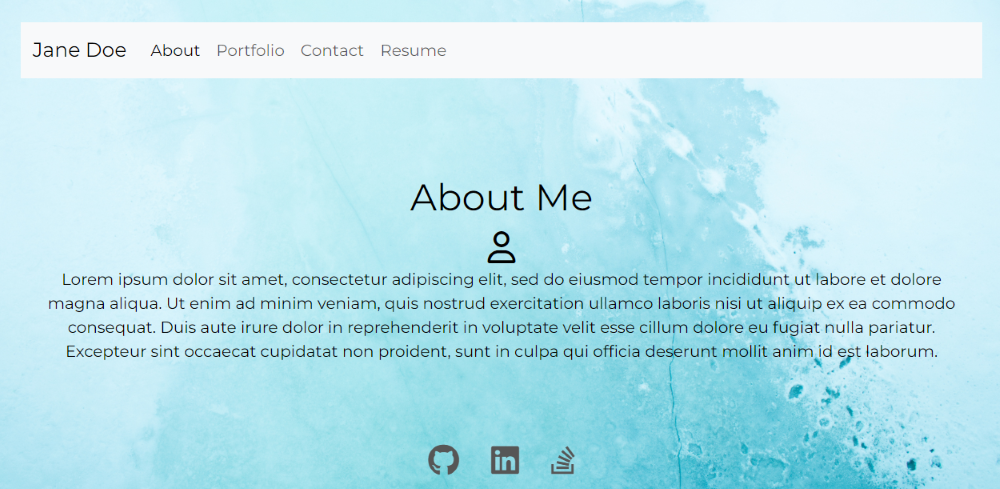 Jane Doe About Portfolio Contact Resume
About Me
Lorem ipsum dolor sit amet, consectetur adipiscing elit, sed do eiusmod tempor incididunt ut labore et dolore
magna aliqua. Ut enim ad minim veniam, quis nostrud exercitation ullamco laboris nisi ut aliquip ex ea commodo
consequat. Duis aute irure dolor in reprehenderit in voluptate velit esse cillum dolore eu fugiat nulla pariatur.
Excepteur sint occaecat cupidatat non proident, sunt in culpa qui officia deserunt mollit anim id est laborum.
in